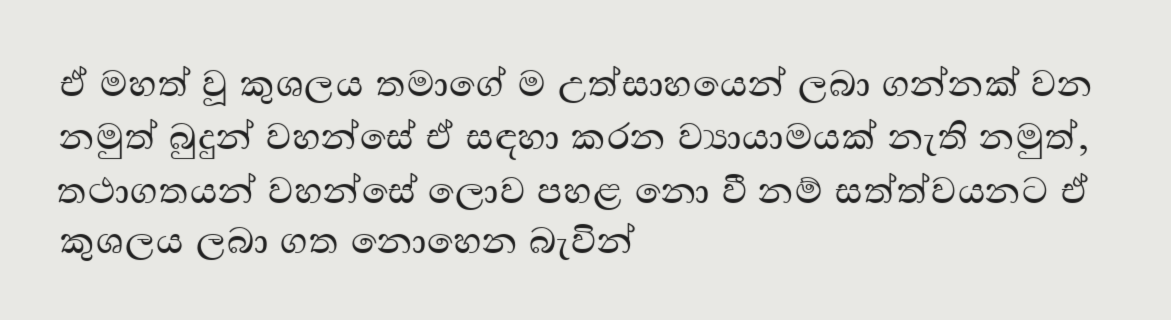 ඒ මහත් වූ කුශලය තමාගේ ම උත්සාහයෙන් ලබා ගන්නක් වන
නමුත් බුදුන් වහන්සේ ඒ සඳහා කරන ව්‍යායාමයක් නැති නමුත්,
තථාගතයන් වහන්සේ ලොව පහළ නො වී නම් සත්ත්වයනට ඒ
කුශලය ලබා ගත නොහෙන බැවින්